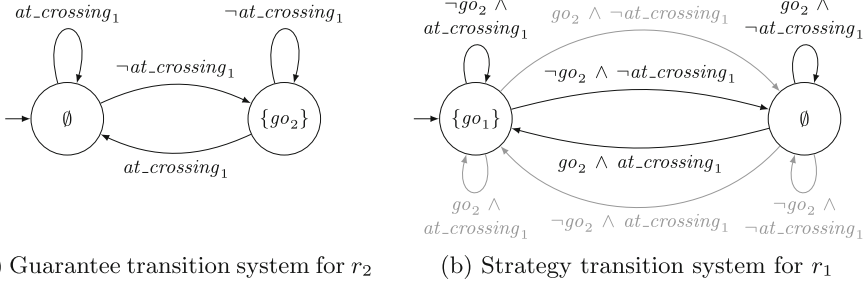 at_crossing₁
¬at_crossing₁
¬at_crossing₁
∅
{go₂}
at_crossing₁
) Guarantee transition system for r₂
¬go₂ ∧
at_crossing₁
go₂ ∧ ¬at_crossing₁
go₂ ∧
¬at_crossing₁
¬go₂ ∧ ¬at_crossing₁
{go₁}
∅
go₂ ∧ at_crossing₁
go₂ ∧
at_crossing₁
¬go₂ ∧ at_crossing₁
¬go₂ ∧
¬at_crossing₁
(b) Strategy transition system for r₁